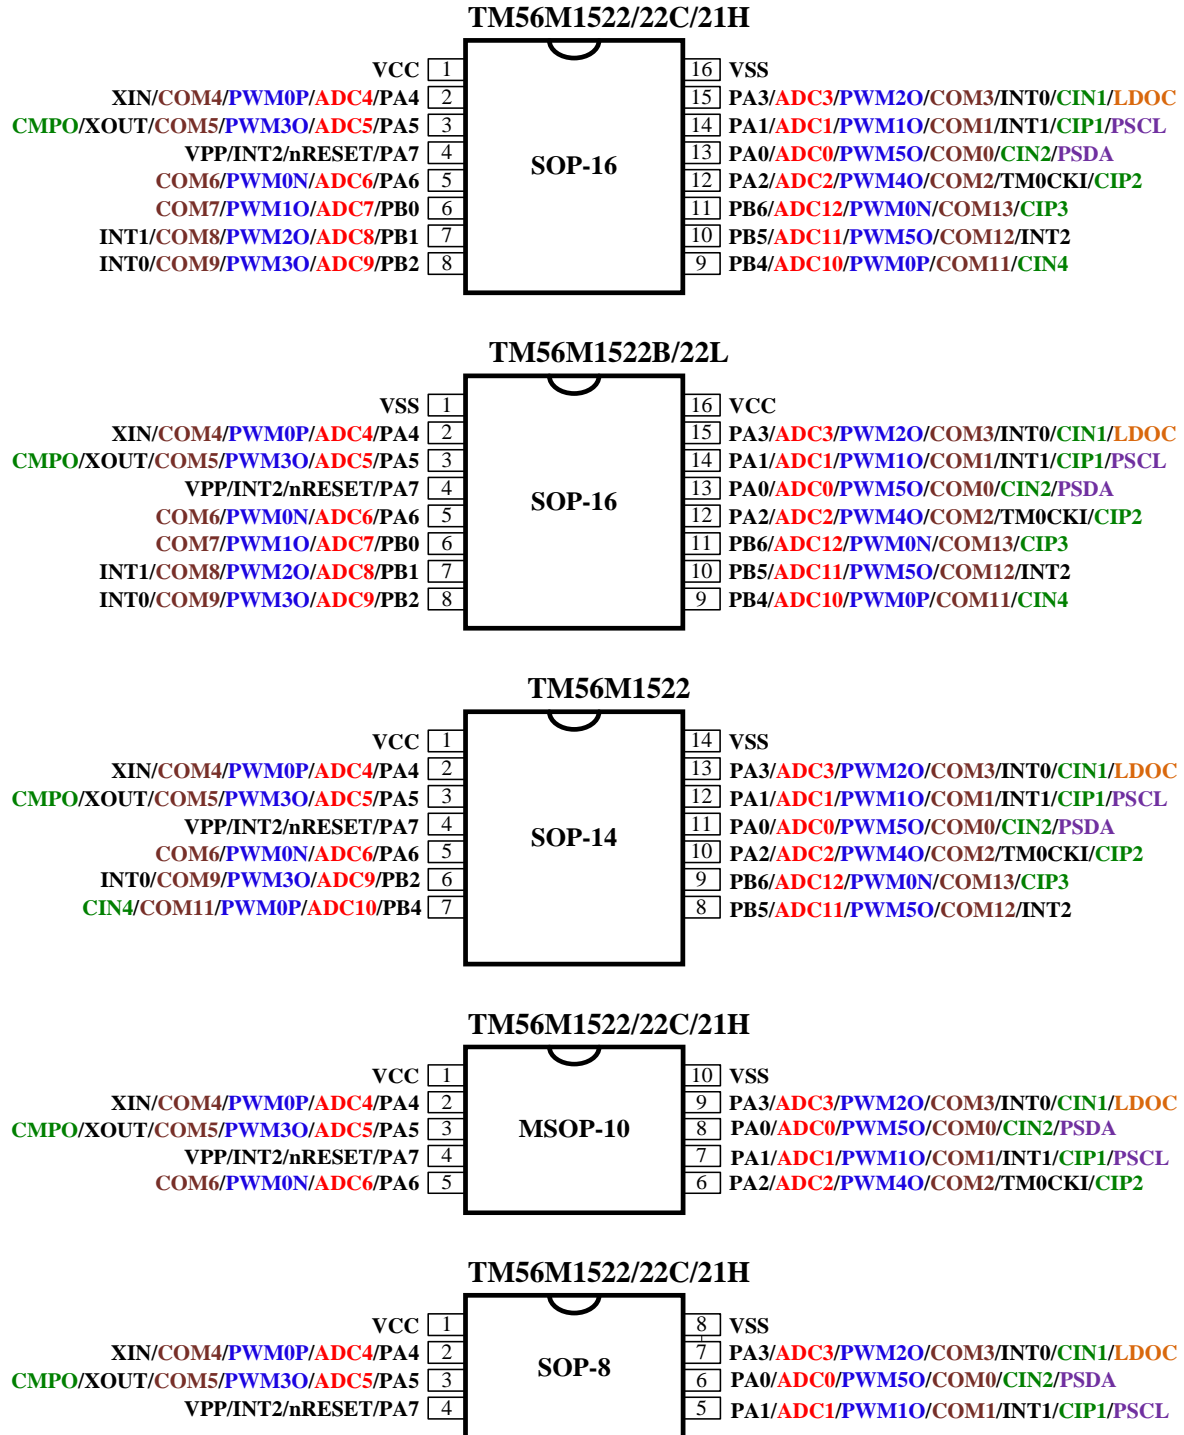 TM56M1522/22C/21H
VCC 1 16 VSS
XIN/COM4/PWM0P/ADC4/PA4 2 15 PA3/ADC3/PWM2O/COM3/INT0/CIN1/LDOC
CMPO/XOUT/COM5/PWM3O/ADC5/PA5 3 14 PA1/ADC1/PWM1O/COM1/INT1/CIP1/PSCL
VPP/INT2/nRESET/PA7 4 13 PA0/ADC0/PWM5O/COM0/CIN2/PSDA
SOP-16
COM6/PWM0N/ADC6/PA6 5 12 PA2/ADC2/PWM4O/COM2/TM0CKI/CIP2
COM7/PWM1O/ADC7/PB0 6 11 PB6/ADC12/PWM0N/COM13/CIP3
INT1/COM8/PWM2O/ADC8/PB1 7 10 PB5/ADC11/PWM5O/COM12/INT2
INT0/COM9/PWM3O/ADC9/PB2 8 9 PB4/ADC10/PWM0P/COM11/CIN4
TM56M1522B/22L
VSS 1 16 VCC
XIN/COM4/PWM0P/ADC4/PA4 2 15 PA3/ADC3/PWM2O/COM3/INT0/CIN1/LDOC
CMPO/XOUT/COM5/PWM3O/ADC5/PA5 3 14 PA1/ADC1/PWM1O/COM1/INT1/CIP1/PSCL
VPP/INT2/nRESET/PA7 4 13 PA0/ADC0/PWM5O/COM0/CIN2/PSDA
SOP-16
COM6/PWM0N/ADC6/PA6 5 12 PA2/ADC2/PWM4O/COM2/TM0CKI/CIP2
COM7/PWM1O/ADC7/PB0 6 11 PB6/ADC12/PWM0N/COM13/CIP3
INT1/COM8/PWM2O/ADC8/PB1 7 10 PB5/ADC11/PWM5O/COM12/INT2
INT0/COM9/PWM3O/ADC9/PB2 8 9 PB4/ADC10/PWM0P/COM11/CIN4
TM56M1522
VCC 1 14 VSS
XIN/COM4/PWM0P/ADC4/PA4 2 13 PA3/ADC3/PWM2O/COM3/INT0/CIN1/LDOC
CMPO/XOUT/COM5/PWM3O/ADC5/PA5 3 12 PA1/ADC1/PWM1O/COM1/INT1/CIP1/PSCL
VPP/INT2/nRESET/PA7 4 11 PA0/ADC0/PWM5O/COM0/CIN2/PSDA
SOP-14
COM6/PWM0N/ADC6/PA6 5 10 PA2/ADC2/PWM4O/COM2/TM0CKI/CIP2
INT0/COM9/PWM3O/ADC9/PB2 6 9 PB6/ADC12/PWM0N/COM13/CIP3
CIN4/COM11/PWM0P/ADC10/PB4 7 8 PB5/ADC11/PWM5O/COM12/INT2
TM56M1522/22C/21H
VCC 1 10 VSS
XIN/COM4/PWM0P/ADC4/PA4 2 9 PA3/ADC3/PWM2O/COM3/INT0/CIN1/LDOC
CMPO/XOUT/COM5/PWM3O/ADC5/PA5 3 MSOP-10 8 PA0/ADC0/PWM5O/COM0/CIN2/PSDA
VPP/INT2/nRESET/PA7 4 7 PA1/ADC1/PWM1O/COM1/INT1/CIP1/PSCL
COM6/PWM0N/ADC6/PA6 5 6 PA2/ADC2/PWM4O/COM2/TM0CKI/CIP2
TM56M1522/22C/21H
VCC 1 8 VSS
XIN/COM4/PWM0P/ADC4/PA4 2 7 PA3/ADC3/PWM2O/COM3/INT0/CIN1/LDOC
SOP-8
CMPO/XOUT/COM5/PWM3O/ADC5/PA5 3 6 PA0/ADC0/PWM5O/COM0/CIN2/PSDA
VPP/INT2/nRESET/PA7 4 5 PA1/ADC1/PWM1O/COM1/INT1/CIP1/PSCL